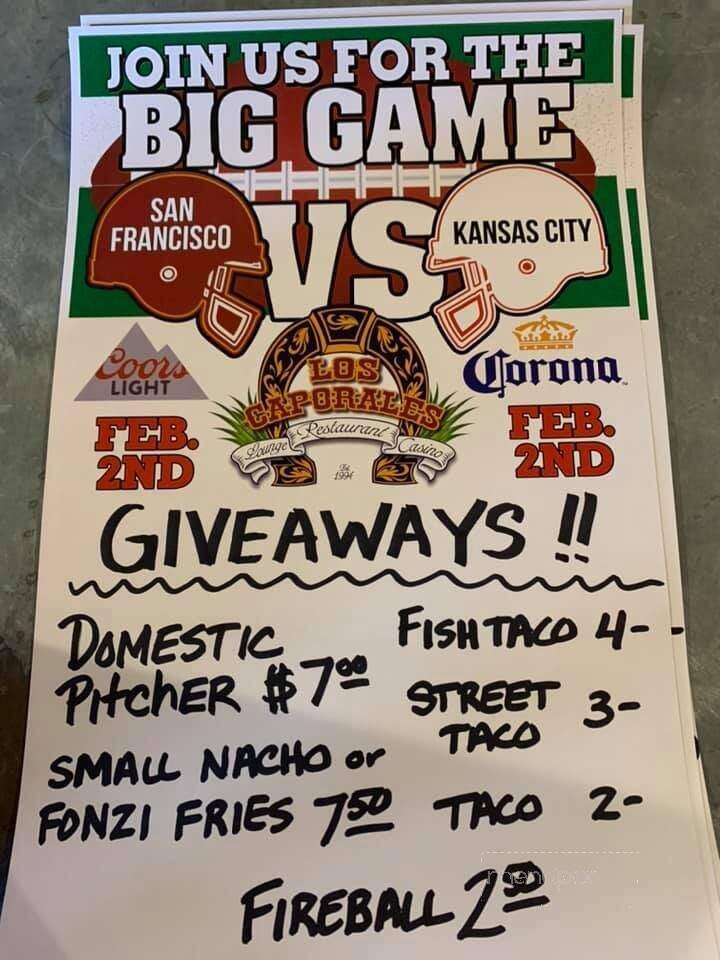 JOIN US FOR THE
BIG GAME
SAN
FRANCISCO
VS
KANSAS CITY
Coors
LIGHT
FEB.
2ND
LOS
CAPORALES
Lounge Restaurant Casino
Est.
1994
Corona
FEB.
2ND
GIVEAWAYS !!
DOMESTIC
PITCHER $7.00
SMALL NACHO or
FONZI FRIES 7.50
FISH TACO 4-
STREET
TACO 3-
TACO 2-
FIREBALL 2.50